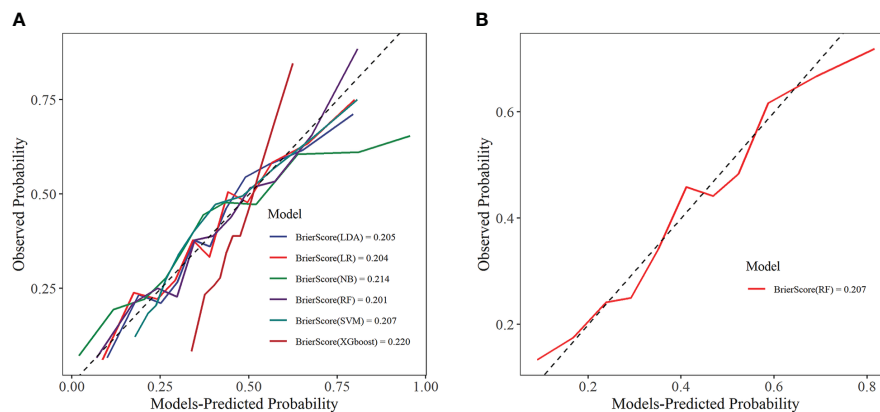 A
Observed Probability
0.75
0.50
0.25
0.00
0.25
0.50
0.75
1.00
Models-Predicted Probability
Model
BrierScore(LDA) = 0.205
BrierScore(LR) = 0.204
BrierScore(NB) = 0.214
BrierScore(RF) = 0.201
BrierScore(SVM) = 0.207
BrierScore(XGboost) = 0.220
B
Observed Probability
0.6
0.4
0.2
0.2
0.4
0.6
0.8
Models-Predicted Probability
Model
BrierScore(RF) = 0.207